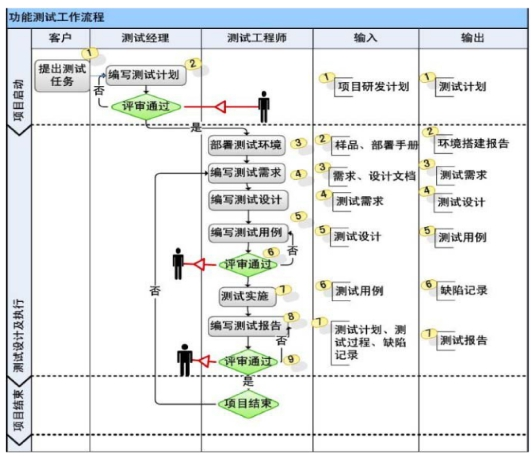 功能测试工作流程
客户
测试经理
测试工程师
输入
输出
项目启动
提出测试
任务
1
编写测试计划
2
否
评审通过
是
1
项目研发计划
1
测试计划
测试设计及执行
部署测试环境
3
2
样品、部署手册
2
环境搭建报告
编写测试需求
4
3
需求、设计文档
3
测试需求
编写测试设计
4
测试需求
4
测试设计
5
编写测试用例
5
测试设计
5
测试用例
否
评审通过
6
否
测试实施
7
6
测试用例
6
缺陷记录
编写测试报告
8
7
测试计划、测
试过程、缺陷
记录
7
测试报告
否
评审通过
9
是
项目结束
项目结束